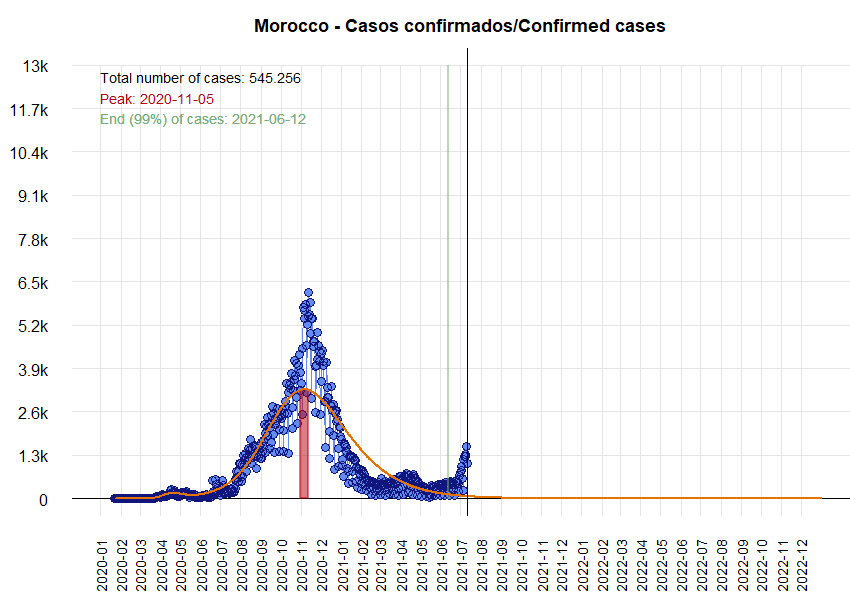 Morocco - Casos confirmados/Confirmed cases
13k
11.7k
10.4k
9.1k
7.8k
6.5k
5.2k
3.9k
2.6k
1.3k
0
Total number of cases: 545.256
Peak: 2020-11-05
End (99%) of cases: 2021-06-12
2020-01
2020-02
2020-03
2020-04
2020-05
2020-06
2020-07
2020-08
2020-09
2020-10
2020-11
2020-12
2021-01
2021-02
2021-03
2021-04
2021-05
2021-06
2021-07
2021-08
2021-09
2021-10
2021-11
2021-12
2022-01
2022-02
2022-03
2022-04
2022-05
2022-06
2022-07
2022-08
2022-09
2022-10
2022-11
2022-12